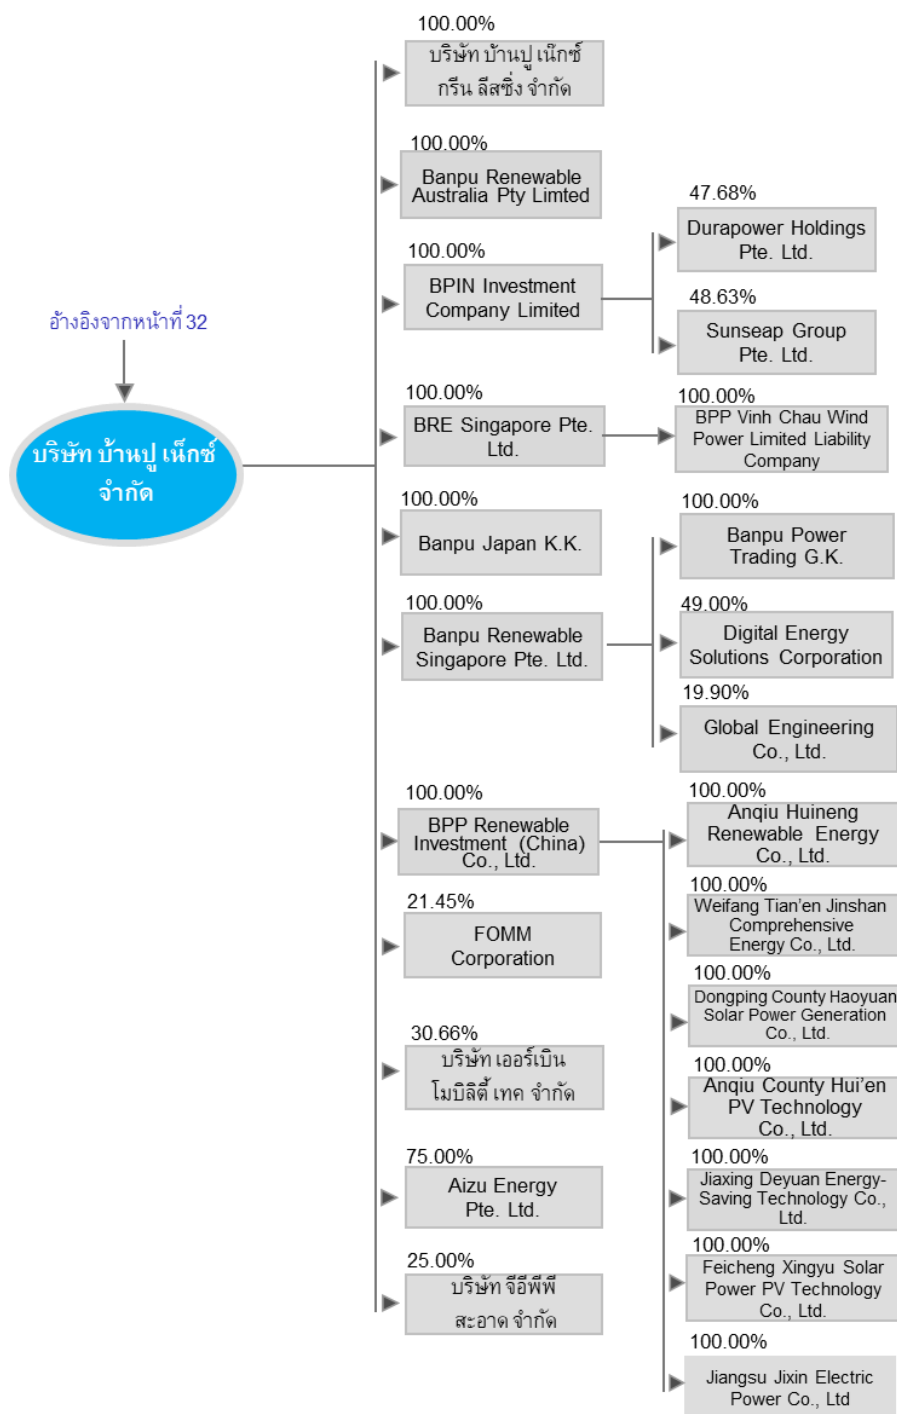 100.00%
บริษัท บ้านปู เน๊กซ์
กรีน ลีสซิ่ง จำกัด
100.00%
Banpu Renewable
Australia Pty Limted
100.00%
BPIN Investment
Company Limited
47.68%
Durapower Holdings
Pte. Ltd.
48.63%
Sunseap Group
Pte. Ltd.
อ้างอิงจากหน้าที่ 32
บริษัท บ้านปู เน็กซ์
จำกัด
100.00%
BRE Singapore Pte.
Ltd.
100.00%
BPP Vinh Chau Wind
Power Limited Liability
Company
100.00%
Banpu Japan K.K.
100.00%
Banpu Renewable
Singapore Pte. Ltd.
100.00%
Banpu Power
Trading G.K.
49.00%
Digital Energy
Solutions Corporation
19.90%
Global Engineering
Co., Ltd.
100.00%
BPP Renewable
Investment (China)
Co., Ltd.
100.00%
Anqiu Huineng
Renewable Energy
Co., Ltd.
100.00%
Weifang Tian’en Jinshan
Comprehensive
Energy Co., Ltd.
100.00%
Dongping County Haoyuan
Solar Power Generation
Co., Ltd.
100.00%
Anqiu County Hui’en
PV Technology
Co., Ltd.
100.00%
Jiaxing Deyuan Energy-
Saving Technology Co.,
Ltd.
100.00%
Feicheng Xingyu Solar
Power PV Technology
Co., Ltd.
100.00%
Jiangsu Jixin Electric
Power Co., Ltd
21.45%
FOMM
Corporation
30.66%
บริษัท เออร์เบิน
โมบิลิตี้ เทค จำกัด
75.00%
Aizu Energy
Pte. Ltd.
25.00%
บริษัท จีอีพีพี
สะอาด จำกัด